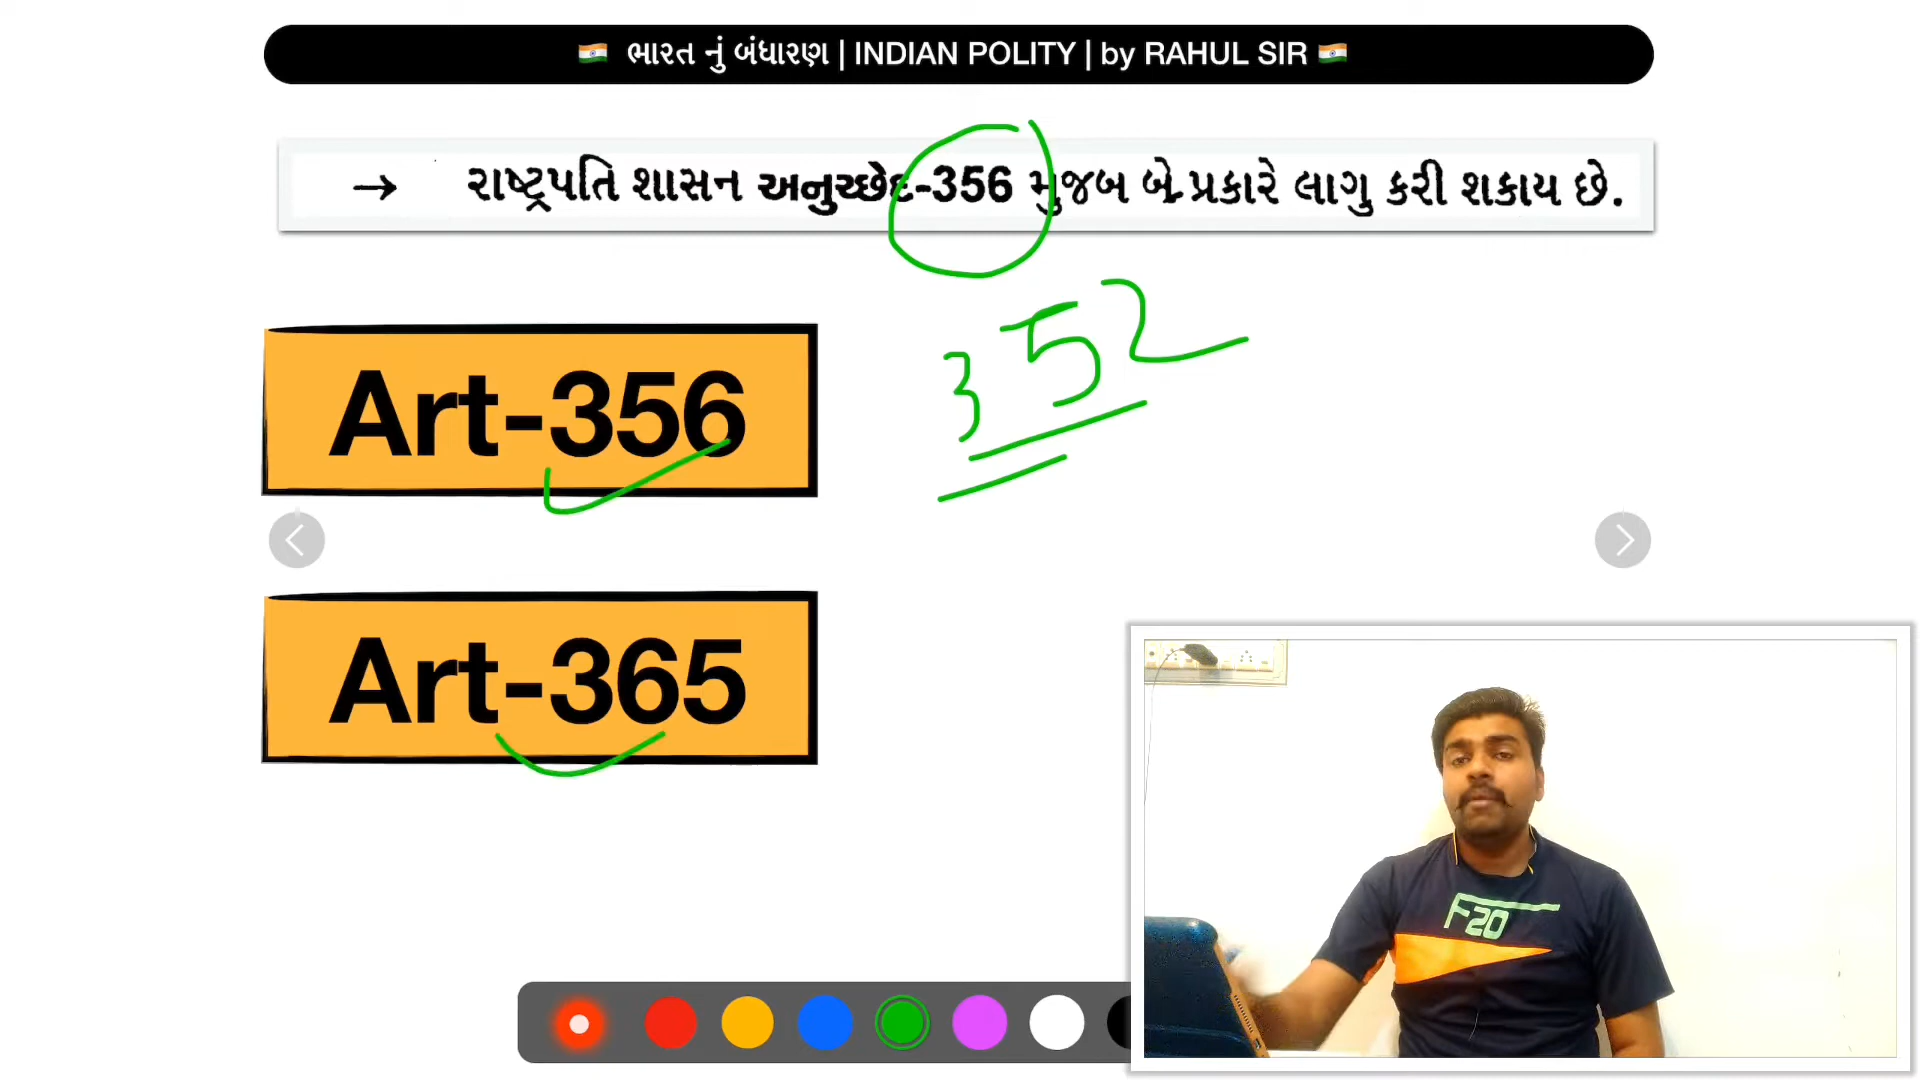 🇮🇳 ભારત નું બંધારણ | INDIAN POLITY | by RAHUL SIR 🇮🇳
→ રાષ્ટ્રપતિ શાસન અનુચ્છેદ-356 મુજબ બે પ્રકારે લાગુ કરી શકાય છે.
352
Art-356
Art-365
F20